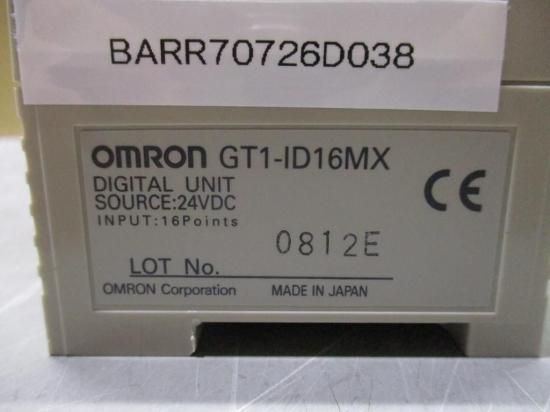 BARR70726D038
OMRON GT1-ID16MX
DIGITAL UNIT
SOURCE:24VDC
INPUT:16Points
CE
LOT No. 0812E
OMRON Corporation MADE IN JAPAN